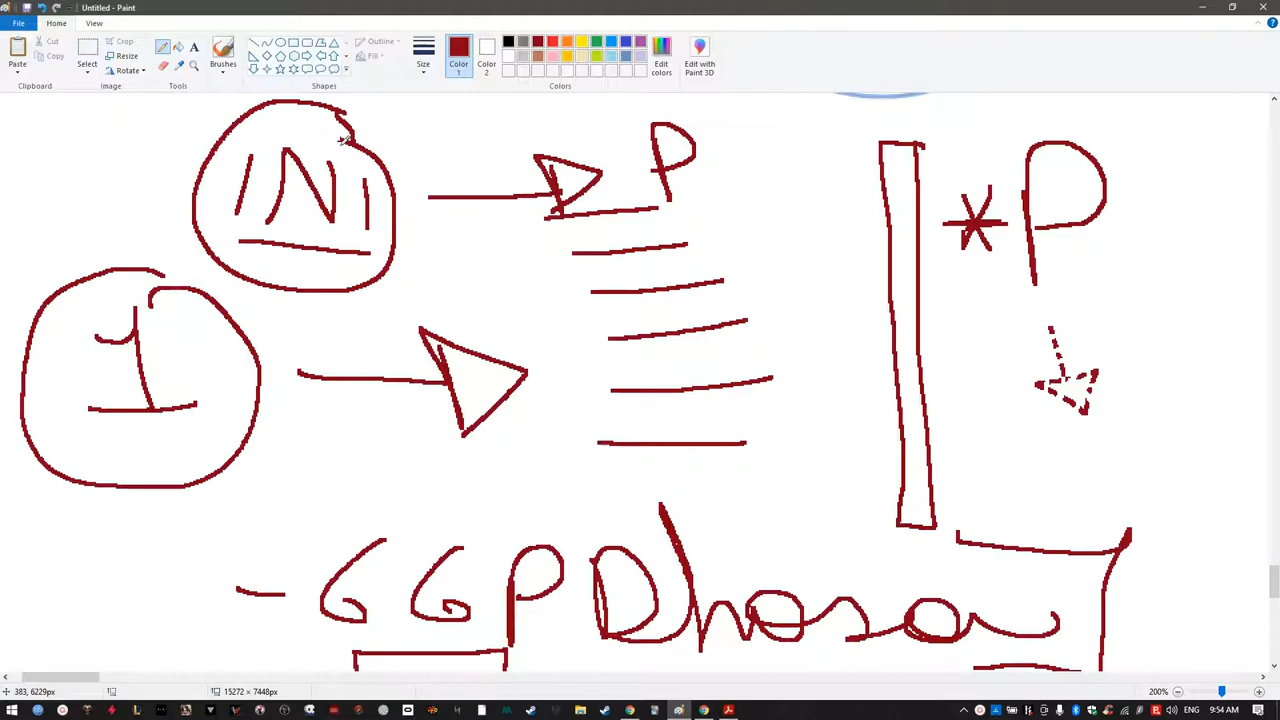 Untitled - Paint
File Home View
Paste
Cut
Copy
Clipboard
Select
Crop
Resize
Rotate
Image
A
Tools
Brushes
Outline
Fill
Shapes
Size
Color 1
Color 2
Edit colors
Edit with Paint 3D
Colors
N
P
* P
1
383, 6229px
15272 × 7448px
200%
ENG
9:54 AM